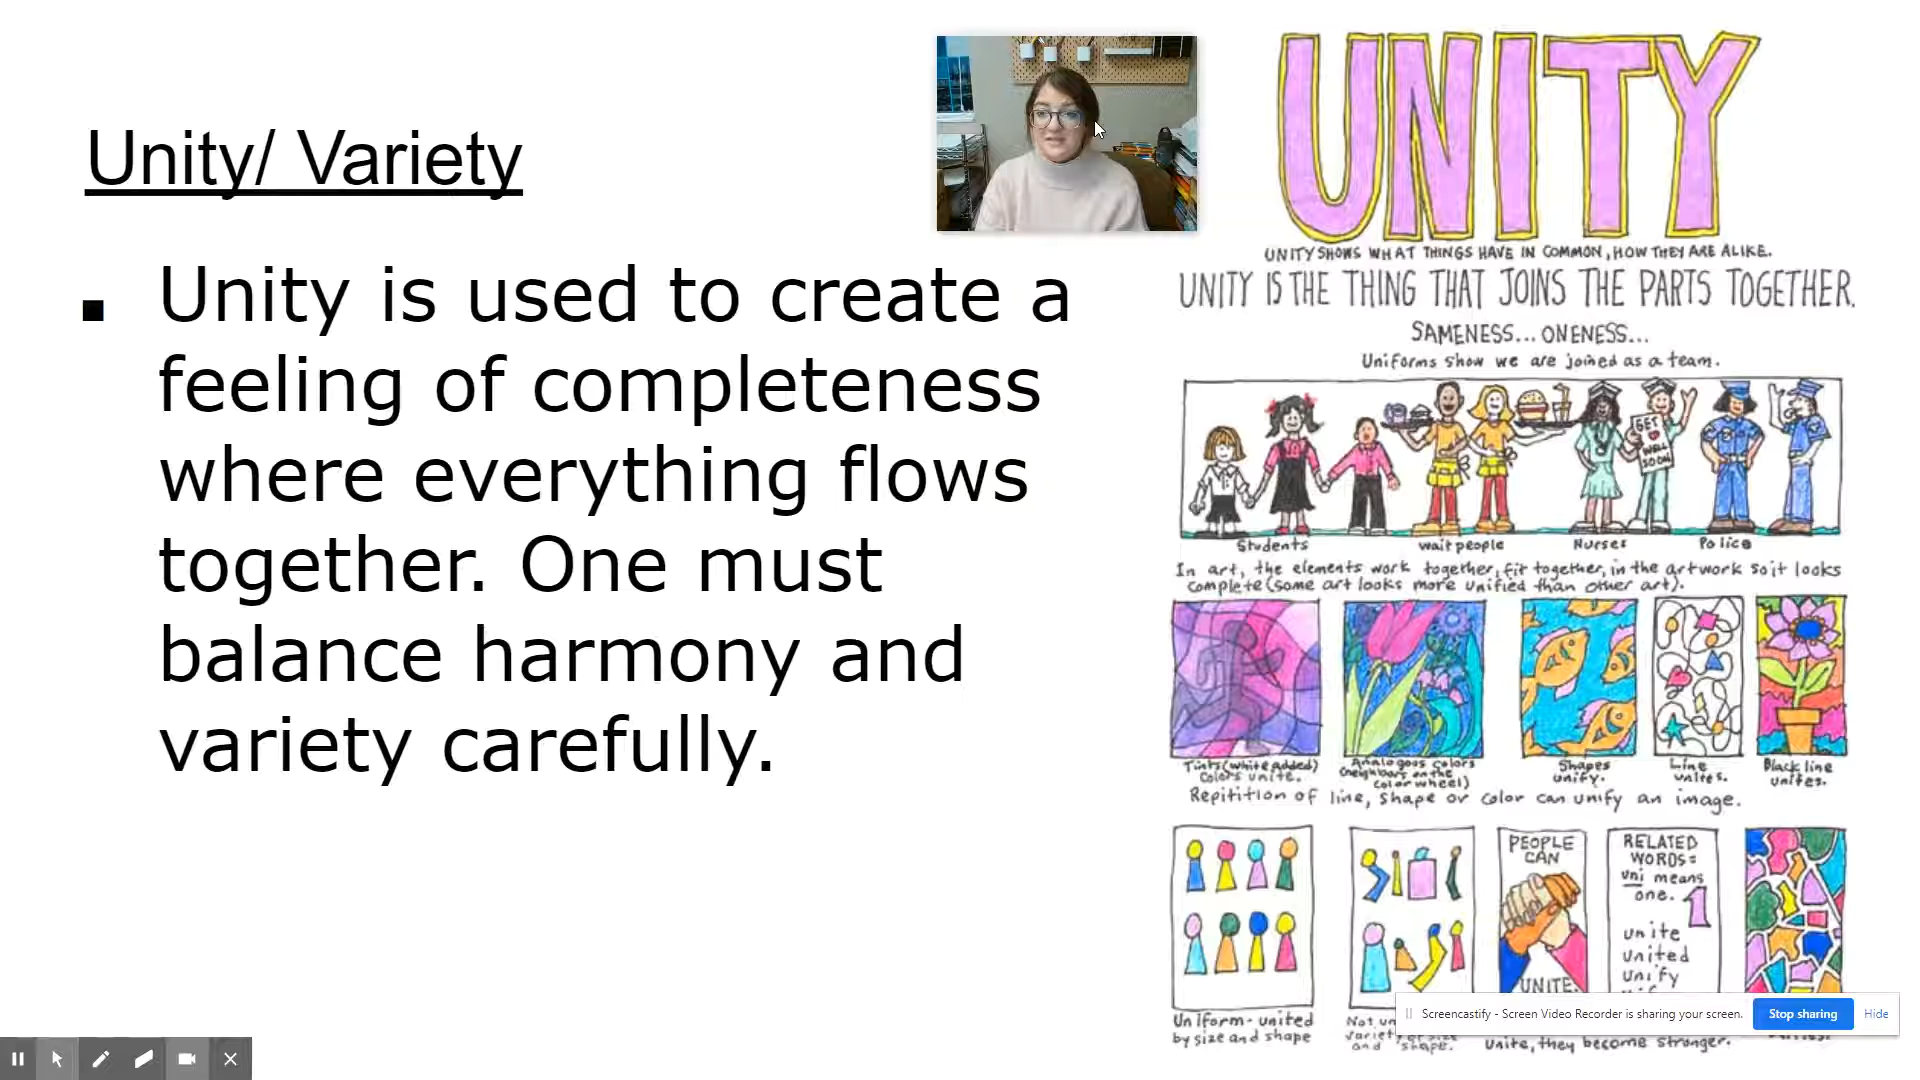 Unity/ Variety
■ Unity is used to create a
feeling of completeness
where everything flows
together. One must
balance harmony and
variety carefully.
UNITY
UNITY SHOWS WHAT THINGS HAVE IN COMMON, HOW THEY ARE ALIKE.
UNITY IS THE THING THAT JOINS THE PARTS TOGETHER.
SAMENESS... ONENESS...
Uniforms show we are joined as a team.
GET
WELL
SOON
Students
wait people
Nurses
Police
In art, the elements work together, fit together, in the artwork so it looks
complete (some art looks more unified than other art).
Tints (white added)
colors unite.
Analogous colors
(neighbors on the
color wheel)
Shapes
unify.
Line
unites.
Black line
unites.
Repitition of line, shape or color can unify an image.
PEOPLE
CAN
UNITE
RELATED
WORDS:
uni means
one. 1
unite
united
unify
Uniform - united
by size and shape
Not
variety of size
and shape.
unite, they become stronger.
Screencastify - Screen Video Recorder is sharing your screen.
Stop sharing
Hide